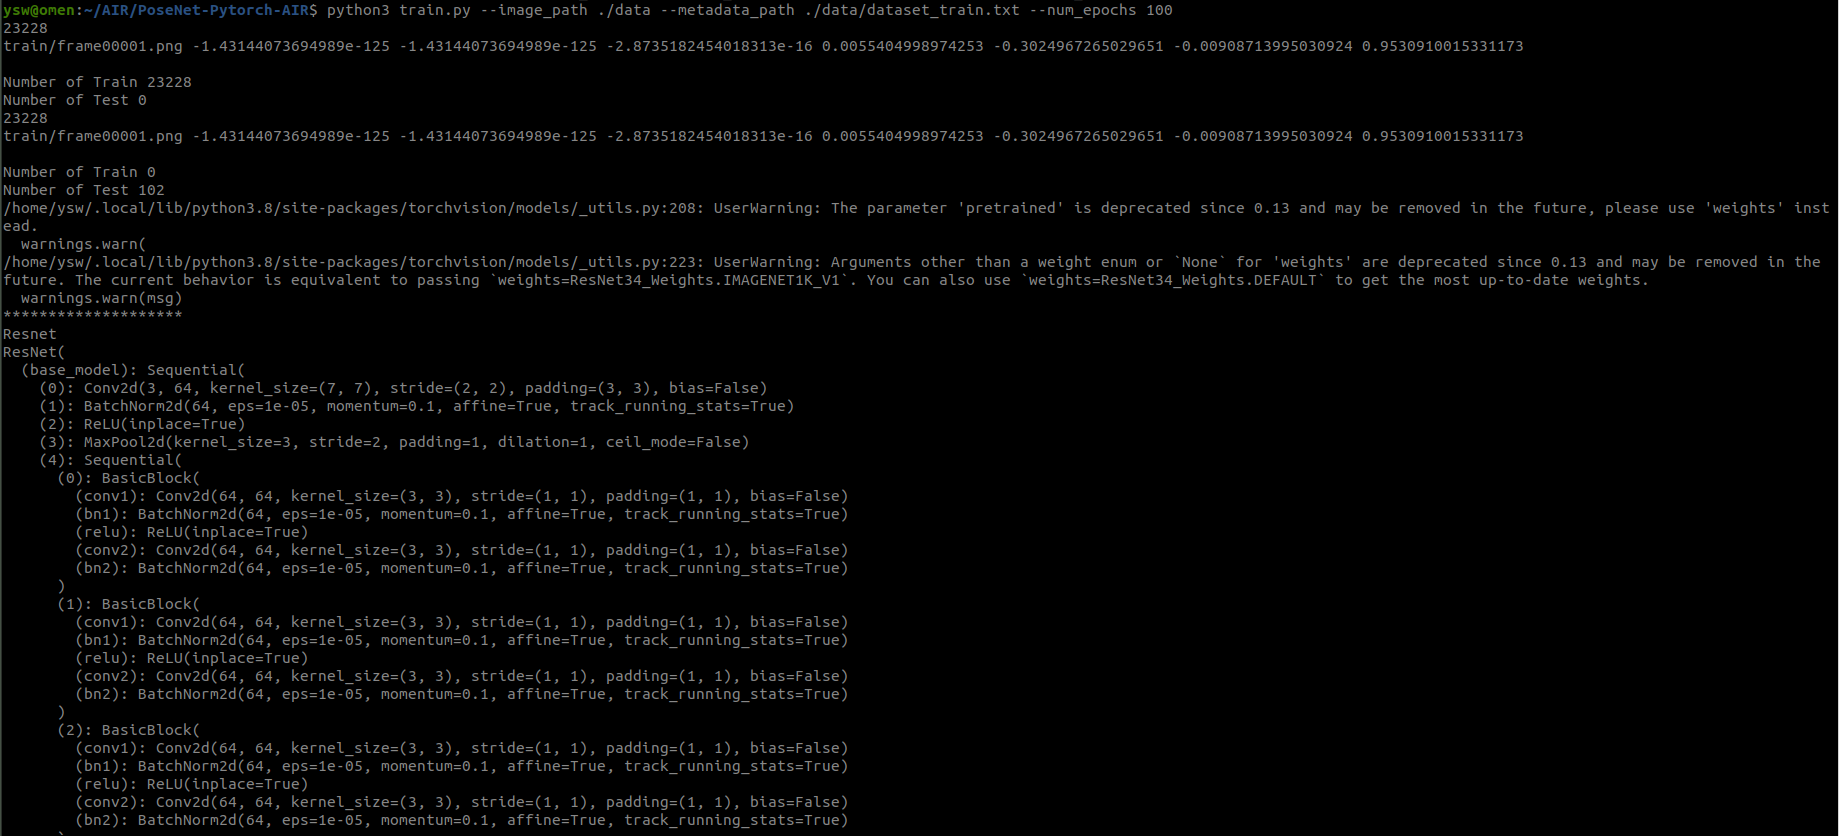 ysw@omen:~/AIR/PoseNet-Pytorch-AIR$ python3 train.py --image_path ./data --metadata_path ./data/dataset_train.txt --num_epochs 100
23228
train/frame00001.png -1.43144073694989e-125 -1.43144073694989e-125 -2.8735182454018313e-16 0.0055404998974253 -0.3024967265029651 -0.00908713995030924 0.9530910015331173
Number of Train 23228
Number of Test 0
23228
train/frame00001.png -1.43144073694989e-125 -1.43144073694989e-125 -2.8735182454018313e-16 0.0055404998974253 -0.3024967265029651 -0.00908713995030924 0.9530910015331173
Number of Train 0
Number of Test 102
/home/ysw/.local/lib/python3.8/site-packages/torchvision/models/_utils.py:208: UserWarning: The parameter 'pretrained' is deprecated since 0.13 and may be removed in the future, please use 'weights' inst
ead.
  warnings.warn(
/home/ysw/.local/lib/python3.8/site-packages/torchvision/models/_utils.py:223: UserWarning: Arguments other than a weight enum or `None` for 'weights' are deprecated since 0.13 and may be removed in the
future. The current behavior is equivalent to passing `weights=ResNet34_Weights.IMAGENET1K_V1`. You can also use `weights=ResNet34_Weights.DEFAULT` to get the most up-to-date weights.
  warnings.warn(msg)
********************
Resnet
ResNet(
  (base_model): Sequential(
    (0): Conv2d(3, 64, kernel_size=(7, 7), stride=(2, 2), padding=(3, 3), bias=False)
    (1): BatchNorm2d(64, eps=1e-05, momentum=0.1, affine=True, track_running_stats=True)
    (2): ReLU(inplace=True)
    (3): MaxPool2d(kernel_size=3, stride=2, padding=1, dilation=1, ceil_mode=False)
    (4): Sequential(
      (0): BasicBlock(
        (conv1): Conv2d(64, 64, kernel_size=(3, 3), stride=(1, 1), padding=(1, 1), bias=False)
        (bn1): BatchNorm2d(64, eps=1e-05, momentum=0.1, affine=True, track_running_stats=True)
        (relu): ReLU(inplace=True)
        (conv2): Conv2d(64, 64, kernel_size=(3, 3), stride=(1, 1), padding=(1, 1), bias=False)
        (bn2): BatchNorm2d(64, eps=1e-05, momentum=0.1, affine=True, track_running_stats=True)
      )
      (1): BasicBlock(
        (conv1): Conv2d(64, 64, kernel_size=(3, 3), stride=(1, 1), padding=(1, 1), bias=False)
        (bn1): BatchNorm2d(64, eps=1e-05, momentum=0.1, affine=True, track_running_stats=True)
        (relu): ReLU(inplace=True)
        (conv2): Conv2d(64, 64, kernel_size=(3, 3), stride=(1, 1), padding=(1, 1), bias=False)
        (bn2): BatchNorm2d(64, eps=1e-05, momentum=0.1, affine=True, track_running_stats=True)
      )
      (2): BasicBlock(
        (conv1): Conv2d(64, 64, kernel_size=(3, 3), stride=(1, 1), padding=(1, 1), bias=False)
        (bn1): BatchNorm2d(64, eps=1e-05, momentum=0.1, affine=True, track_running_stats=True)
        (relu): ReLU(inplace=True)
        (conv2): Conv2d(64, 64, kernel_size=(3, 3), stride=(1, 1), padding=(1, 1), bias=False)
        (bn2): BatchNorm2d(64, eps=1e-05, momentum=0.1, affine=True, track_running_stats=True)